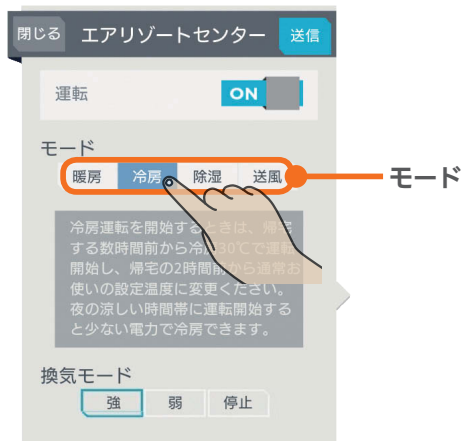 閉じる エアリゾートセンター 送信
運転 ON
モード
暖房 冷房 除湿 送風 モード
冷房運転を開始するときは、帰宅
する数時間前から冷房30℃で運転
開始し、帰宅の2時間前から通常お
使いの設定温度に変更ください。
夜の涼しい時間帯に運転開始する
と少ない電力で冷房できます。
換気モード
強 弱 停止